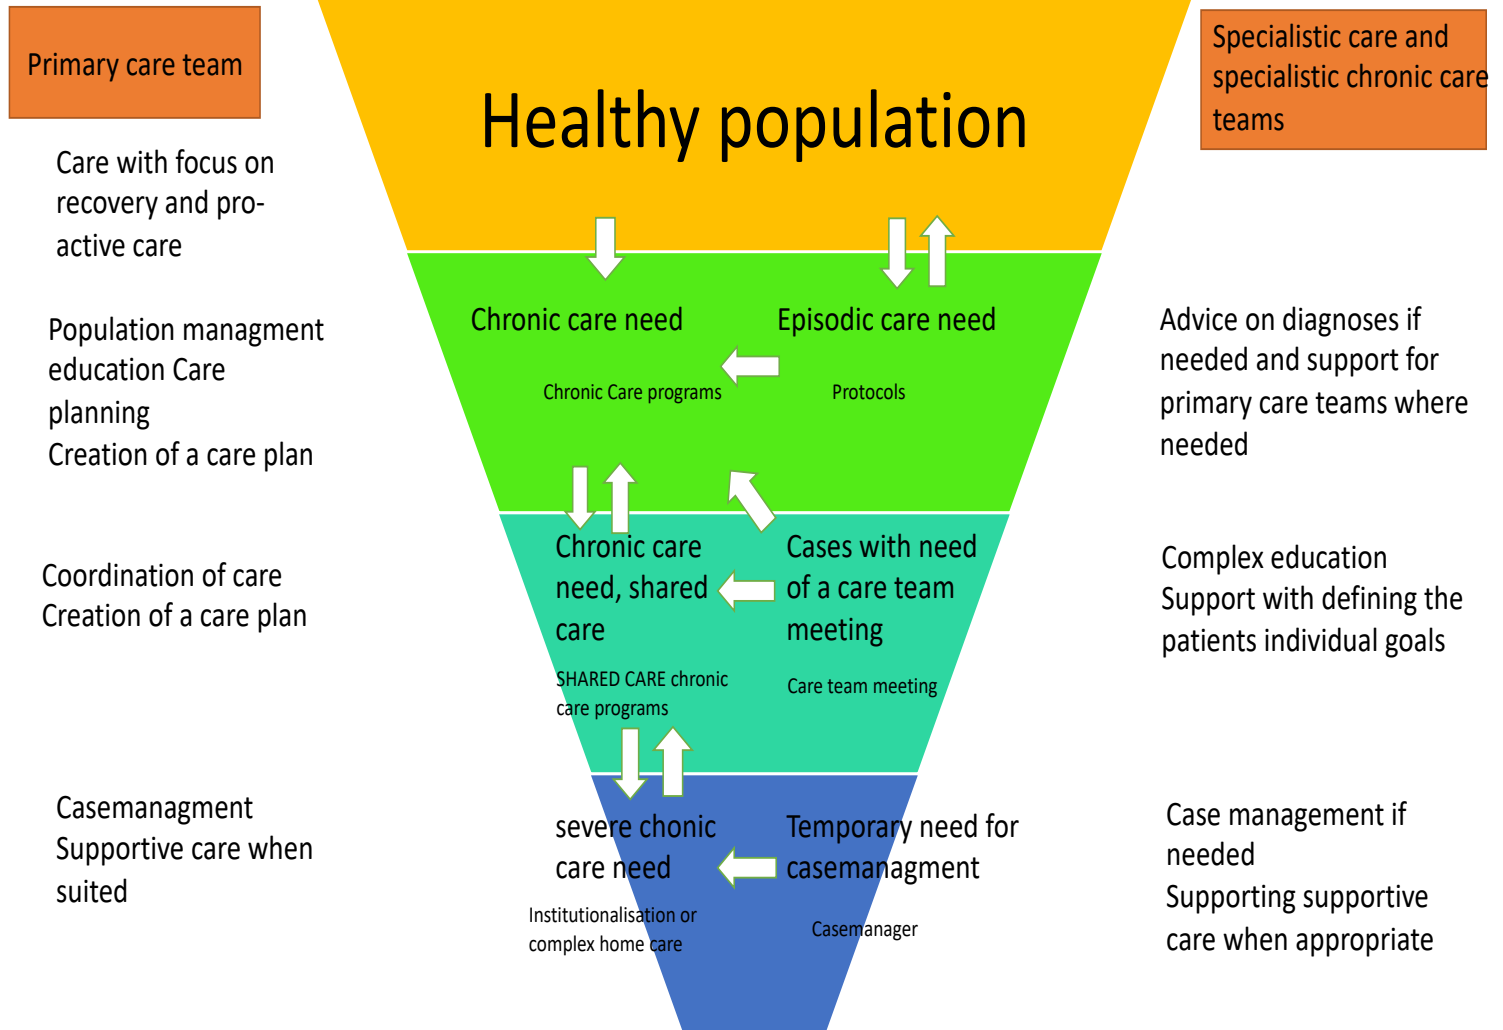 Primary care team
Care with focus on
recovery and pro-
active care
Population managment
education Care
planning
Creation of a care plan
Coordination of care
Creation of a care plan
Casemanagment
Supportive care when
suited
Healthy population
Chronic care need
Episodic care need
Chronic Care programs
Protocols
Chronic care
need, shared
care
SHARED CARE chronic
care programs
Cases with need
of a care team
meeting
Care team meeting
severe chonic
care need
Institutionalisation or
complex home care
Temporary need for
casemanagment
Casemanager
Specialistic care and
specialistic chronic care
teams
Advice on diagnoses if
needed and support for
primary care teams where
needed
Complex education
Support with defining the
patients individual goals
Case management if
needed
Supporting supportive
care when appropriate